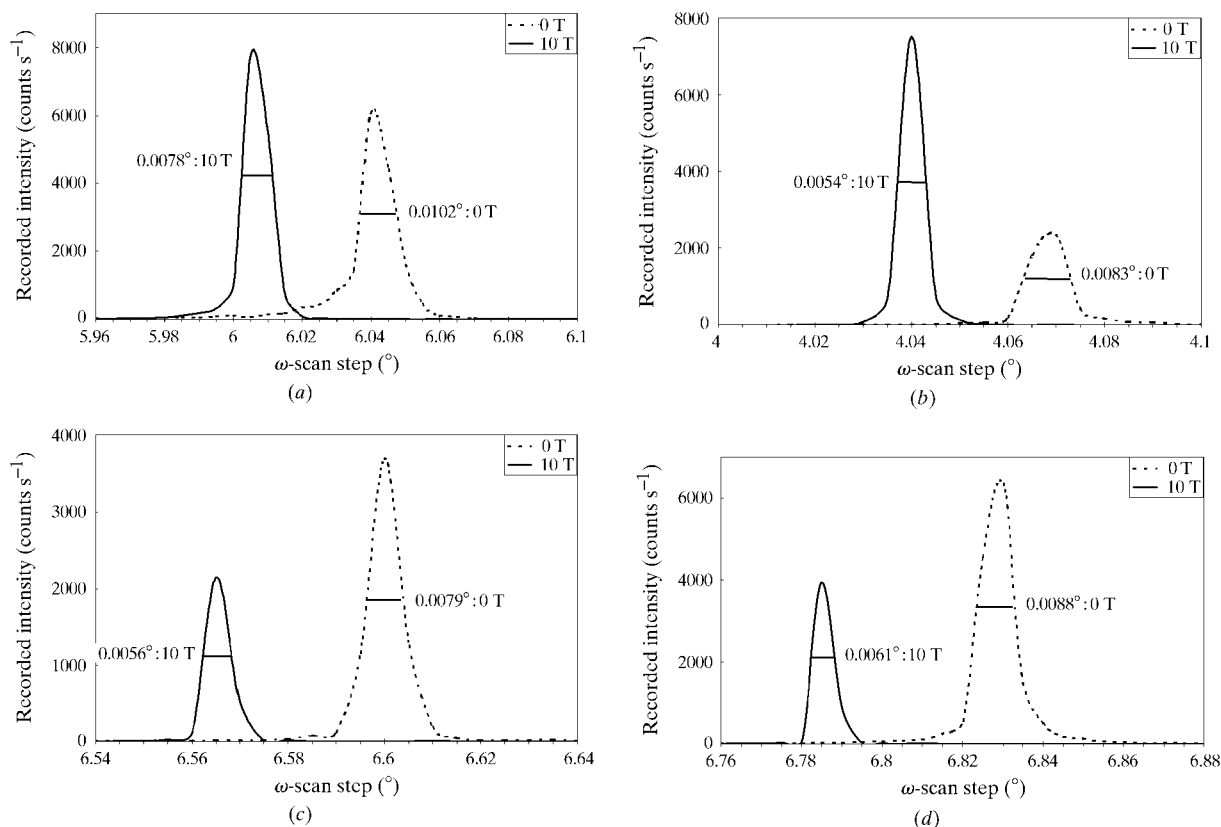 Recorded intensity (counts s⁻¹)
8000
6000
4000
2000
0
0 T
10 T
0.0078°: 10 T
0.0102°: 0 T
5.96 5.98 6 6.02 6.04 6.06 6.08 6.1
ω-scan step (°)
(a)
Recorded intensity (counts s⁻¹)
8000
6000
4000
2000
0
0 T
10 T
0.0054°: 10 T
0.0083°: 0 T
4 4.02 4.04 4.06 4.08 4.1
ω-scan step (°)
(b)
Recorded intensity (counts s⁻¹)
4000
3000
2000
1000
0
0 T
10 T
0.0079°: 0 T
0.0056°: 10 T
6.54 6.56 6.58 6.6 6.62 6.64
ω-scan step (°)
(c)
Recorded intensity (counts s⁻¹)
6000
4000
2000
0
0 T
10 T
0.0088°: 0 T
0.0061°: 10 T
6.76 6.78 6.8 6.82 6.84 6.86 6.88
ω-scan step (°)
(d)